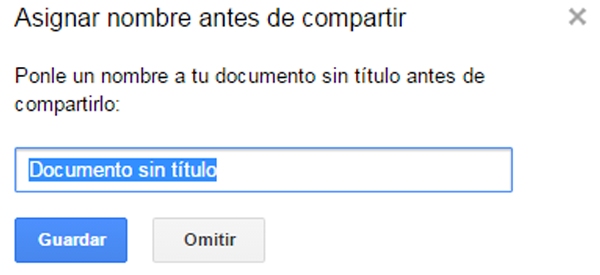 Asignar nombre antes de compartir
Ponle un nombre a tu documento sin título antes de
compartirlo:
Documento sin título
Guardar
Omitir